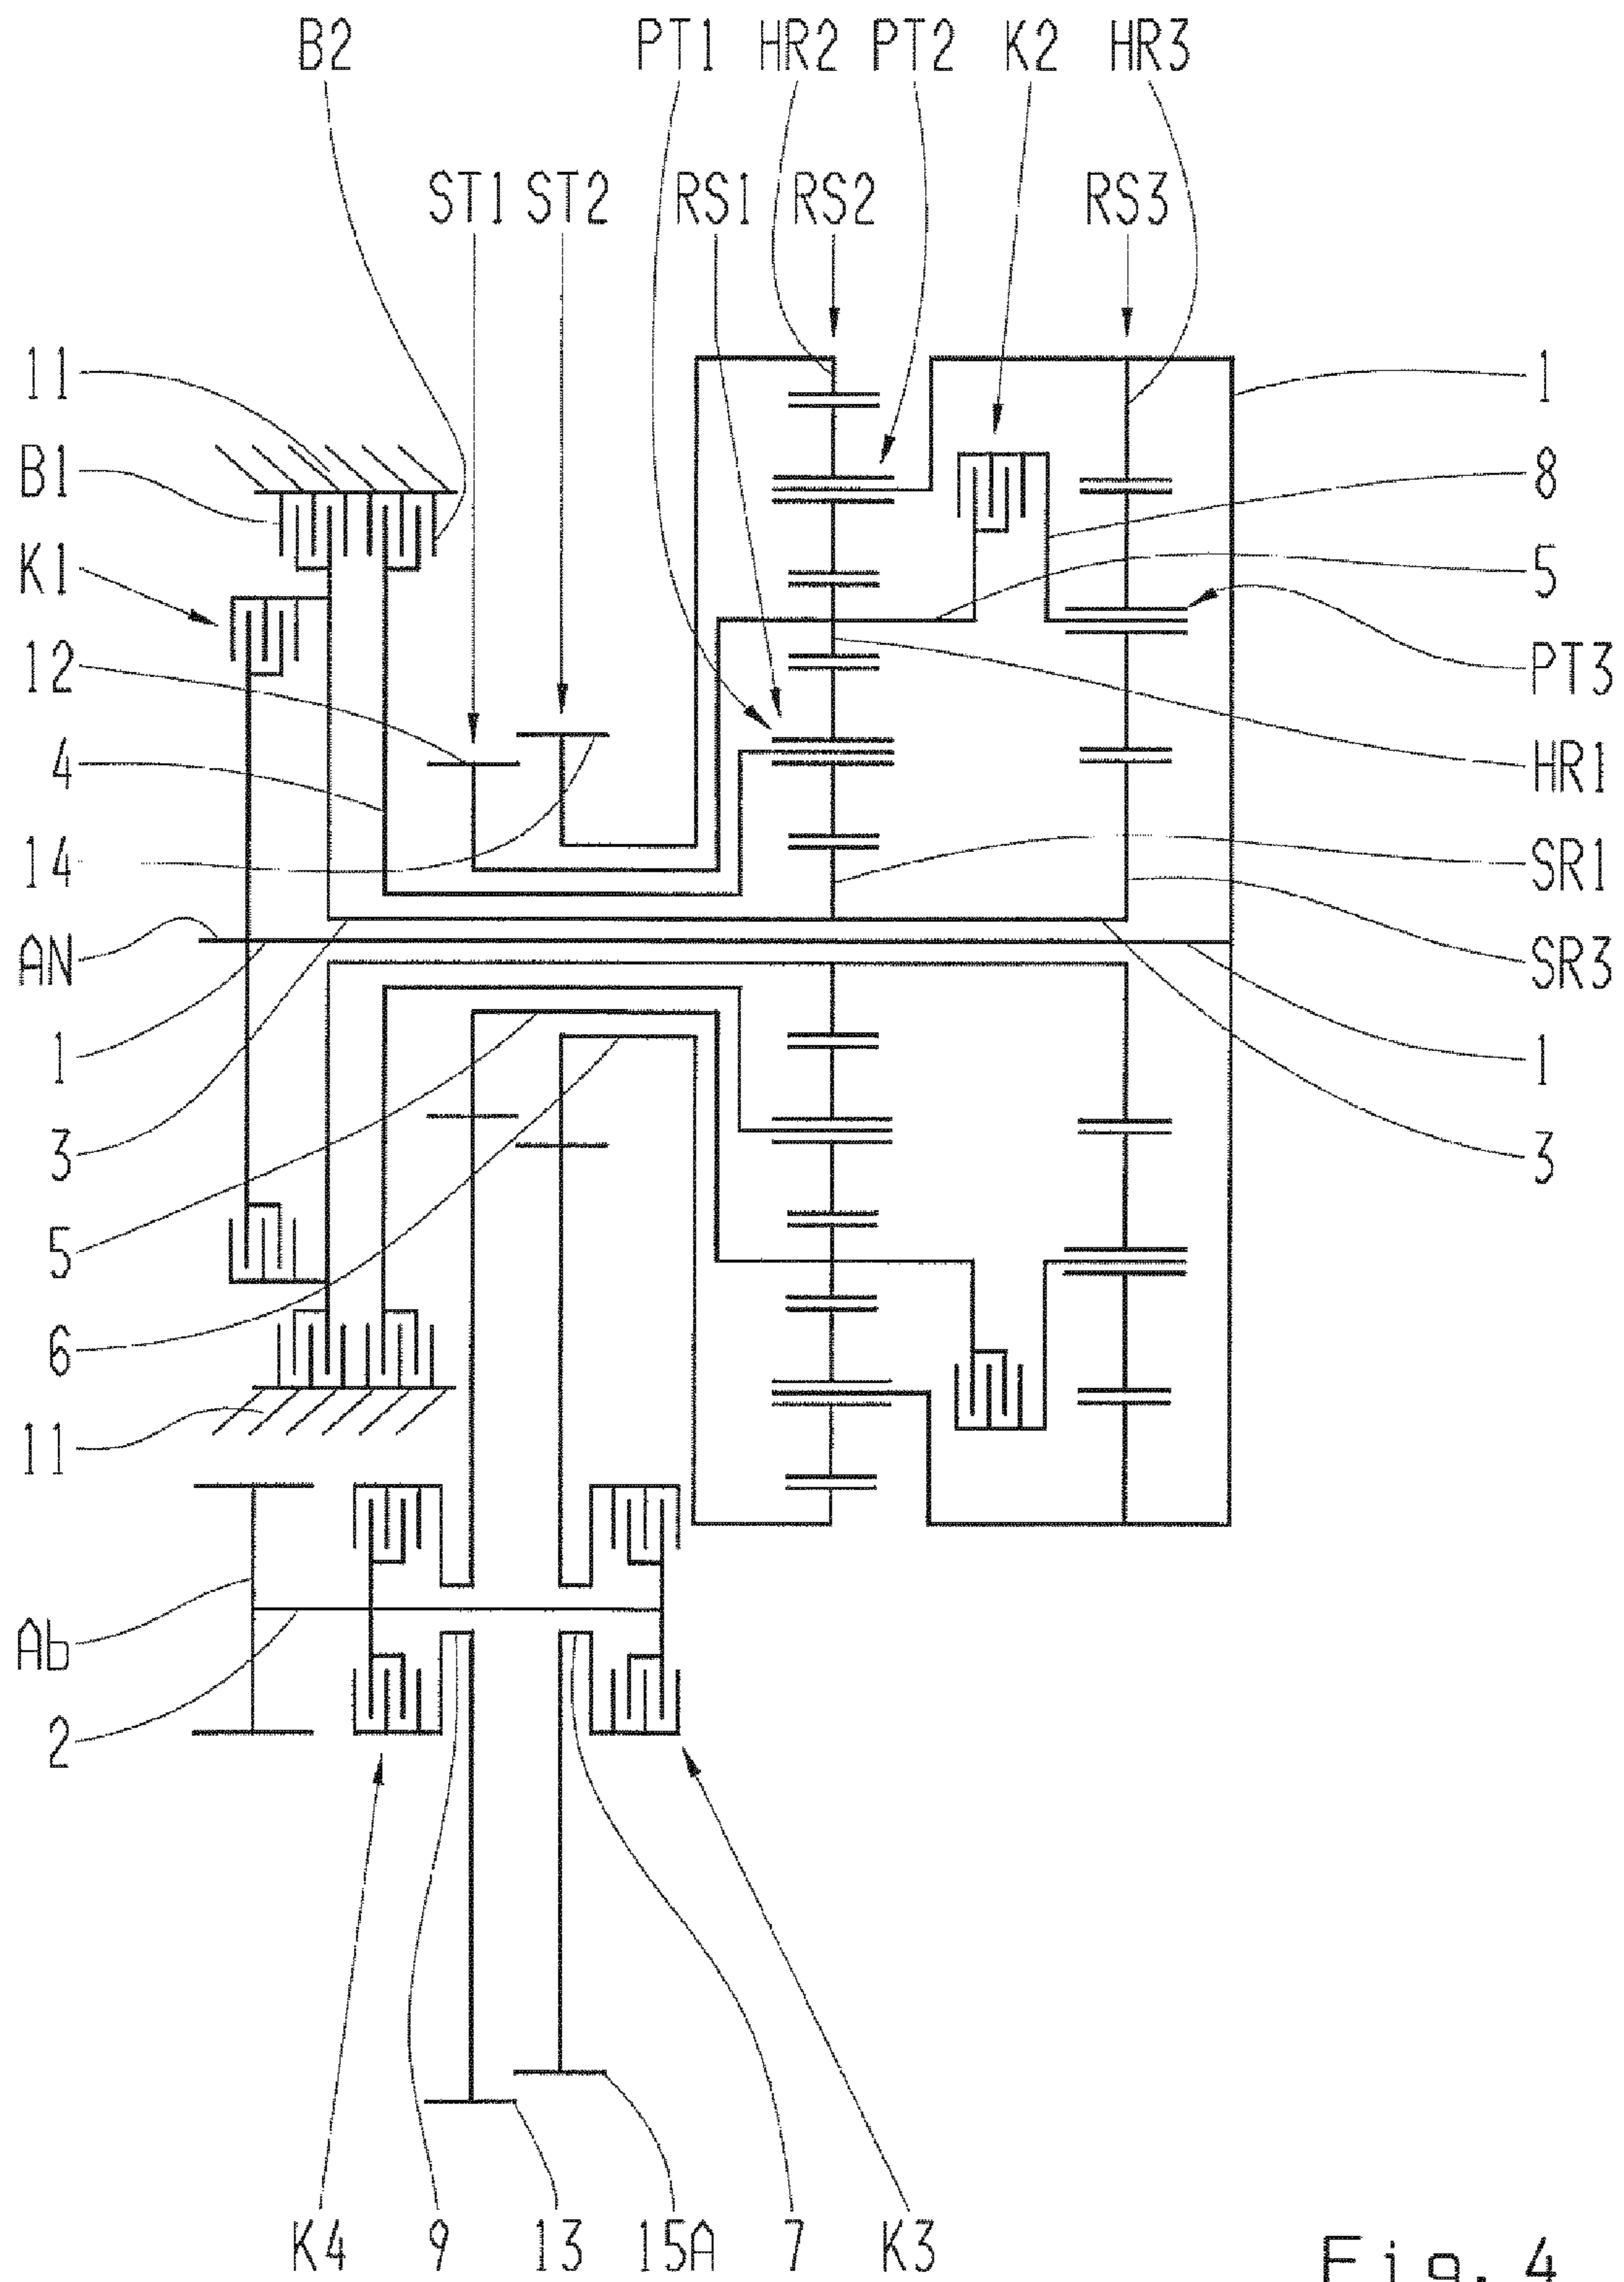 B2 PT1 HR2 PT2 K2 HR3
ST1 ST2 RS1 RS2 RS3
11 1
B1 8
K1 5
12 PT3
4 HR1
14 SR1
AN SR3
1 1
3 3
5
6
11
Ab
2
K4 9 13 15A 7 K3
Fig. 4